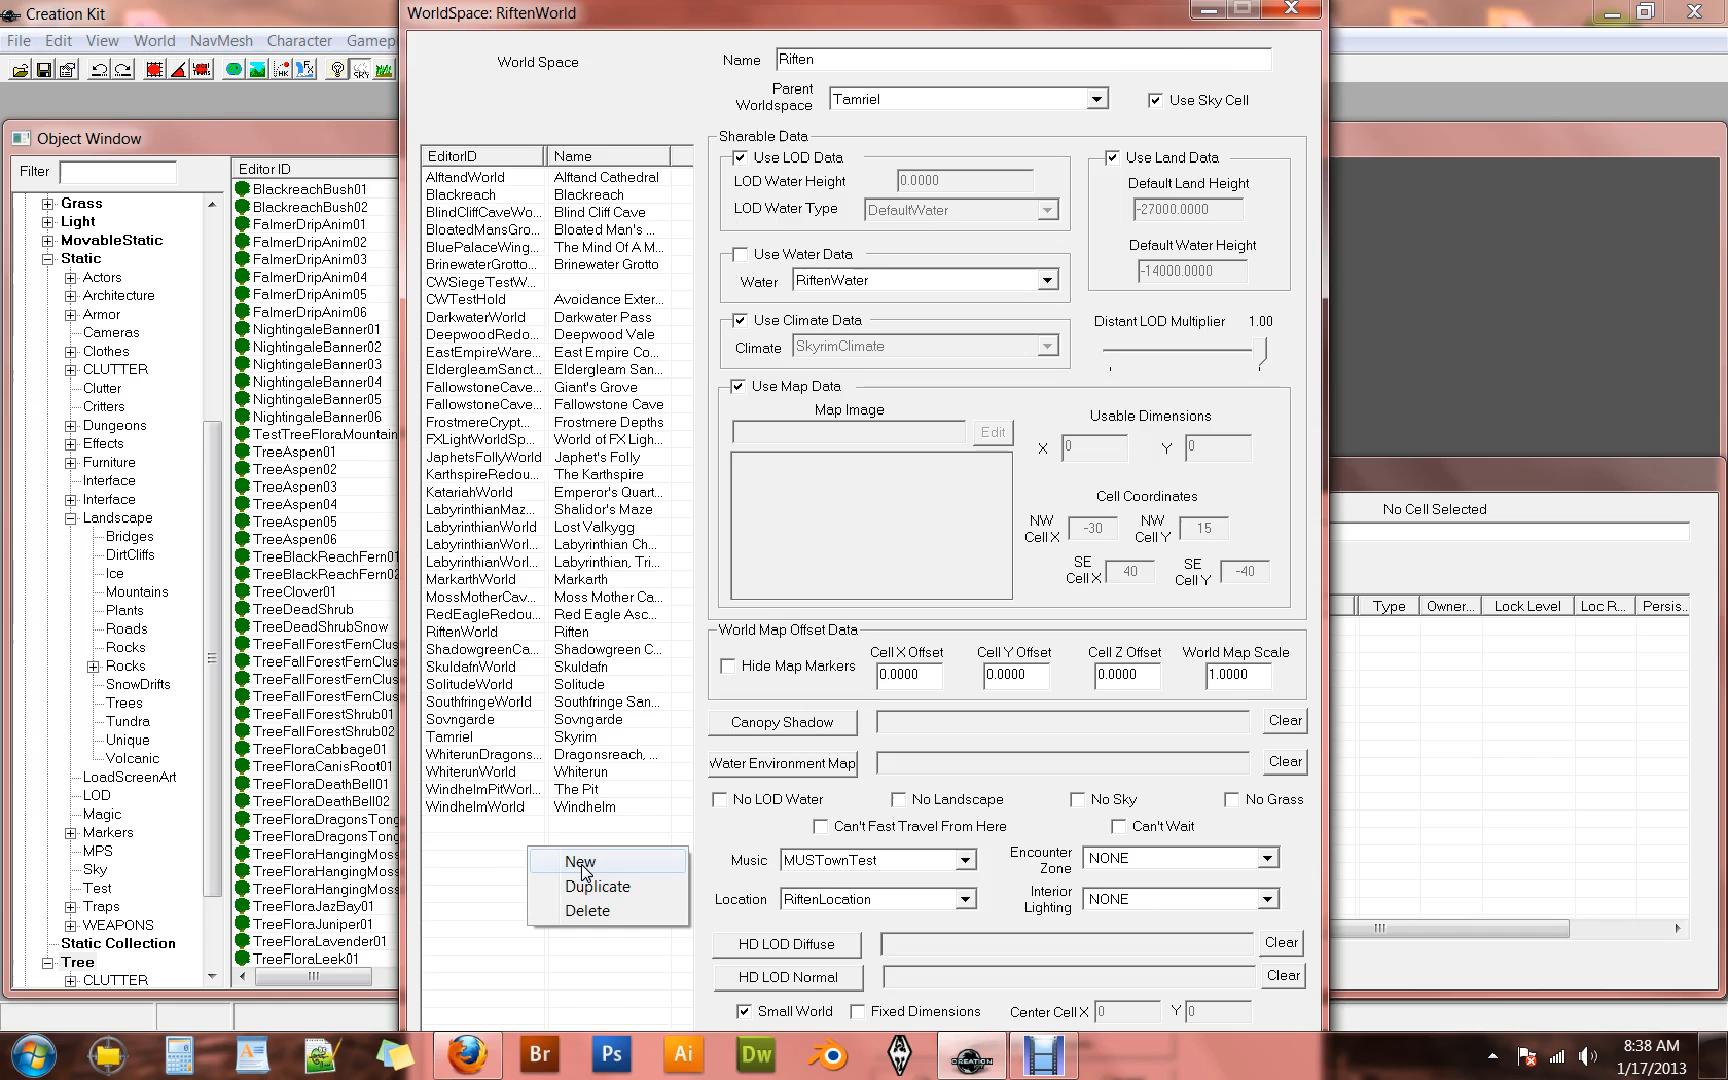 Creation Kit
File Edit View World NavMesh Character Gamepl
WorldSpace: RiftenWorld
World Space
Name Riften
Parent Worldspace Tamriel
Use Sky Cell
Object Window
Filter
Grass
Light
MovableStatic
Static
Actors
Architecture
Armor
Cameras
Clothes
CLUTTER
Clutter
Critters
Dungeons
Effects
Furniture
Interface
Interface
Landscape
Bridges
DirtCliffs
Ice
Mountains
Plants
Roads
Rocks
Rocks
SnowDrifts
Trees
Tundra
Unique
Volcanic
LoadScreenArt
LOD
Magic
Markers
MPS
Sky
Test
Traps
WEAPONS
Static Collection
Tree
CLUTTER
Editor ID
BlackreachBush01
BlackreachBush02
FalmerDripAnim01
FalmerDripAnim02
FalmerDripAnim03
FalmerDripAnim04
FalmerDripAnim05
FalmerDripAnim06
NightingaleBanner01
NightingaleBanner02
NightingaleBanner03
NightingaleBanner04
NightingaleBanner05
NightingaleBanner06
TestTreeFloraMountain
TreeAspen01
TreeAspen02
TreeAspen03
TreeAspen04
TreeAspen05
TreeAspen06
TreeBlackReachFern01
TreeBlackReachFern02
TreeClover01
TreeDeadShrub
TreeDeadShrubSnow
TreeFallForestFernClus
TreeFallForestFernClus
TreeFallForestFernClus
TreeFallForestFernClus
TreeFallForestShrub01
TreeFallForestShrub02
TreeFloraCabbage01
TreeFloraCanisRoot01
TreeFloraDeathBell01
TreeFloraDeathBell02
TreeFloraDragonsTong
TreeFloraDragonsTong
TreeFloraHangingMoss
TreeFloraHangingMoss
TreeFloraHangingMoss
TreeFloraJazBay01
TreeFloraJuniper01
TreeFloraLavender01
TreeFloraLeek01
EditorID Name
AlftandWorld Alftand Cathedral
Blackreach Blackreach
BlindCliffCaveWo... Blind Cliff Cave
BloatedMansGro... Bloated Man's ...
BluePalaceWing... The Mind Of A M...
BrinewaterGrotto... Brinewater Grotto
CWSiegeTestW...
CWTestHold Avoidance Exter...
DarkwaterWorld Darkwater Pass
DeepwoodRedo... Deepwood Vale
EastEmpireWare... East Empire Co...
EldergleamSanct... Eldergleam San...
FallowstoneCave... Giant's Grove
FallowstoneCave... Fallowstone Cave
FrostmereCrypt... Frostmere Depths
FXLightWorldSp... World of FX Ligh...
JaphetsFollyWorld Japhet's Folly
KarthspireRedou... The Karthspire
KatariahWorld Emperor's Quart...
LabyrinthianMaz... Shalidor's Maze
LabyrinthianWorld Lost Valkygg
LabyrinthianWorl... Labyrinthian Ch...
LabyrinthianWorl... Labyrinthian, Tri...
MarkarthWorld Markarth
MossMotherCav... Moss Mother Ca...
RedEagleRedou... Red Eagle Asc...
RiftenWorld Riften
ShadowgreenCa... Shadowgreen C...
SkuldafnWorld Skuldafn
SolitudeWorld Solitude
SouthfringeWorld Southfringe San...
Sovngarde Sovngarde
Tamriel Skyrim
WhiterunDragons... Dragonsreach, ...
WhiterunWorld Whiterun
WindhelmPitWorl... The Pit
WindhelmWorld Windhelm
New
Duplicate
Delete
Sharable Data
Use LOD Data
LOD Water Height 0.0000
LOD Water Type DefaultWater
Use Land Data
Default Land Height
-27000.0000
Default Water Height
-14000.0000
Use Water Data
Water RiftenWater
Use Climate Data
Climate SkyrimClimate
Distant LOD Multiplier 1.00
Use Map Data
Map Image
Edit
Usable Dimensions
X 0 Y 0
Cell Coordinates
NW Cell X -30 NW Cell Y 15
SE Cell X 40 SE Cell Y -40
World Map Offset Data
Hide Map Markers
Cell X Offset Cell Y Offset Cell Z Offset World Map Scale
0.0000 0.0000 0.0000 1.0000
Canopy Shadow Clear
Water Environment Map Clear
No LOD Water No Landscape No Sky No Grass
Can't Fast Travel From Here Can't Wait
Music MUSTownTest Encounter Zone NONE
Location RiftenLocation Interior Lighting NONE
HD LOD Diffuse Clear
HD LOD Normal Clear
Small World Fixed Dimensions Center Cell X 0 Y 0
No Cell Selected
Type Owner... Lock Level Loc R... Persis..
Br Ps Ai Dw
CREATION
8:38 AM
1/17/2013